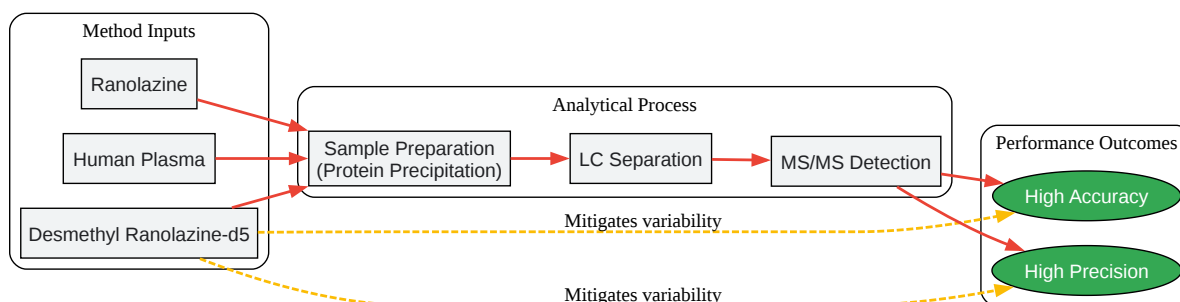 Method Inputs
Ranolazine
Human Plasma
Desmethyl Ranolazine-d5
Analytical Process
Sample Preparation
(Protein Precipitation)
LC Separation
MS/MS Detection
Performance Outcomes
High Accuracy
High Precision
Mitigates variability
Mitigates variability